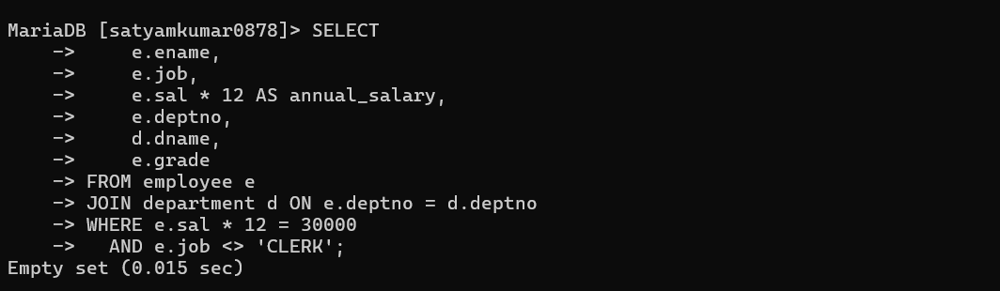 MariaDB [satyamkumar0878]> SELECT
    ->     e.ename,
    ->     e.job,
    ->     e.sal * 12 AS annual_salary,
    ->     e.deptno,
    ->     d.dname,
    ->     e.grade
    -> FROM employee e
    -> JOIN department d ON e.deptno = d.deptno
    -> WHERE e.sal * 12 = 30000
    ->   AND e.job <> 'CLERK';
Empty set (0.015 sec)